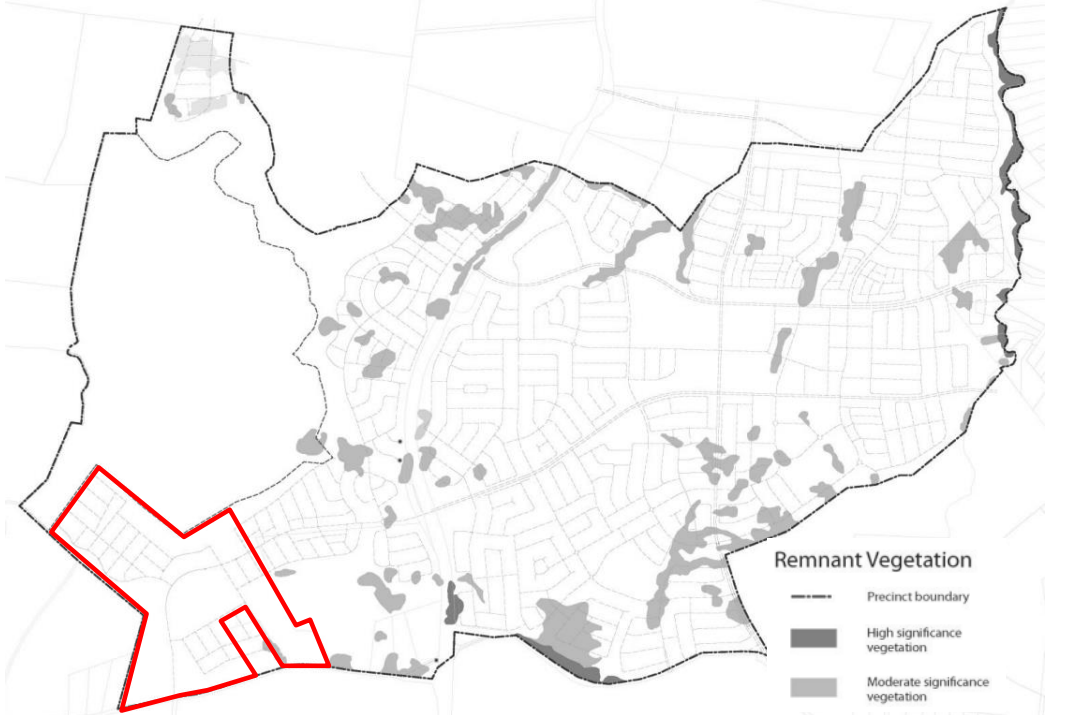 Remnant Vegetation
Precinct boundary
High significance
vegetation
Moderate significance
vegetation